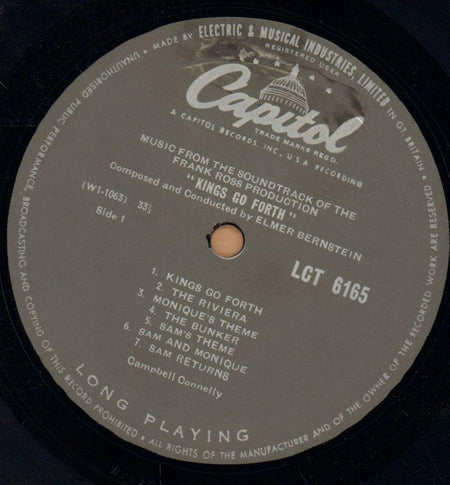 MADE BY ELECTRIC & MUSICAL INDUSTRIES, LIMITED IN GT. BRITAIN •
REGISTERED USER
Capitol
TRADE MARKS REGD.
A CAPITOL RECORDS, INC. U.S.A RECORDING
MUSIC FROM THE SOUNDTRACK OF THE
FRANK ROSS PRODUCTION
"KINGS GO FORTH"
Composed and Conducted by ELMER BERNSTEIN
(W1-1063) 33⅓
Side 1
LCT 6165
1. KINGS GO FORTH
2. THE RIVIERA
3. MONIQUE'S THEME
4. THE BUNKER
5. SAM'S THEME
6. SAM AND MONIQUE
7. SAM RETURNS
Campbell Connelly
LONG PLAYING
• ALL RIGHTS OF THE MANUFACTURER AND OF THE OWNER OF THE RECORDED WORK ARE RESERVED
UNAUTHORISED PUBLIC PERFORMANCE, BROADCASTING AND COPYING OF THIS RECORD PROHIBITED